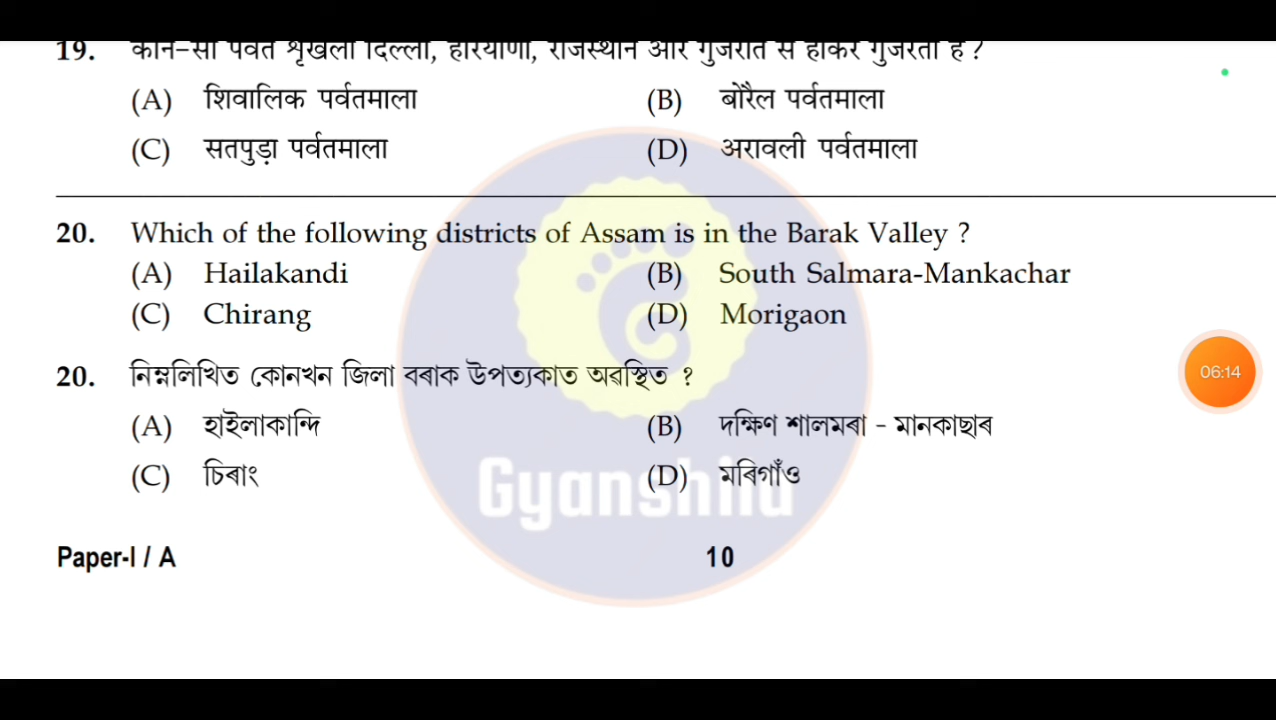 19. कौन-सी पर्वत शृंखला दिल्ली, हरियाणा, राजस्थान और गुजरात से होकर गुजरती है ?
(A) शिवालिक पर्वतमाला (B) बोरैल पर्वतमाला
(C) सतपुड़ा पर्वतमाला (D) अरावली पर्वतमाला
20. Which of the following districts of Assam is in the Barak Valley ?
(A) Hailakandi (B) South Salmara-Mankachar
(C) Chirang (D) Morigaon
20. নিম্নলিখিত কোনখন জিলা বৰাক উপত্যকাত অৱস্থিত ?
06:14
(A) হাইলাকান্দি (B) দক্ষিণ শালমৰা - মানকাছাৰ
(C) চিৰাং (D) মৰিগাঁও
Gyanshila
Paper-I / A 10